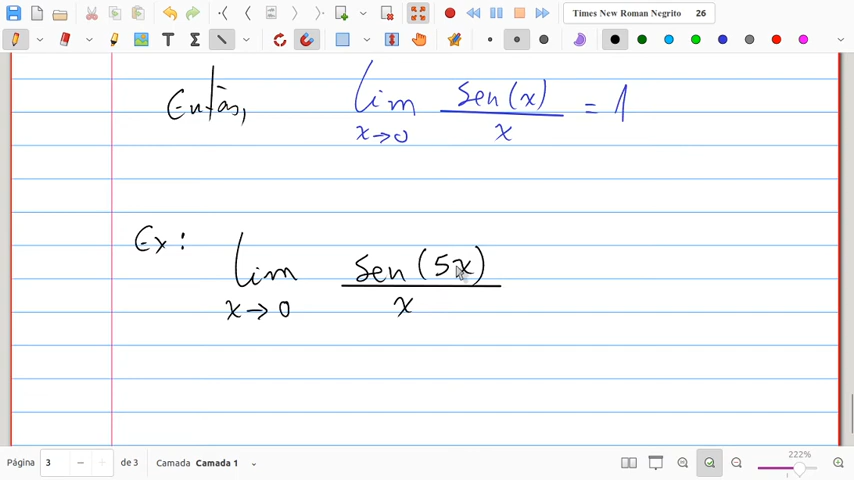 Times New Roman Negrito 26
Então, lim sen(x) = 1
x→0 x
Ex: lim sen(5x)
x→0 x
Página 3 de 3 Camada Camada 1 222%